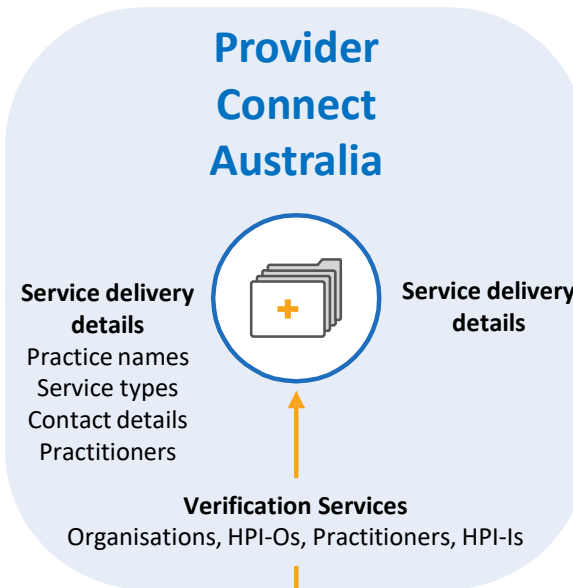 Provider
Connect
Australia
Service delivery
details
Practice names
Service types
Contact details
Practitioners
Service delivery
details
Verification Services
Organisations, HPI-Os, Practitioners, HPI-Is